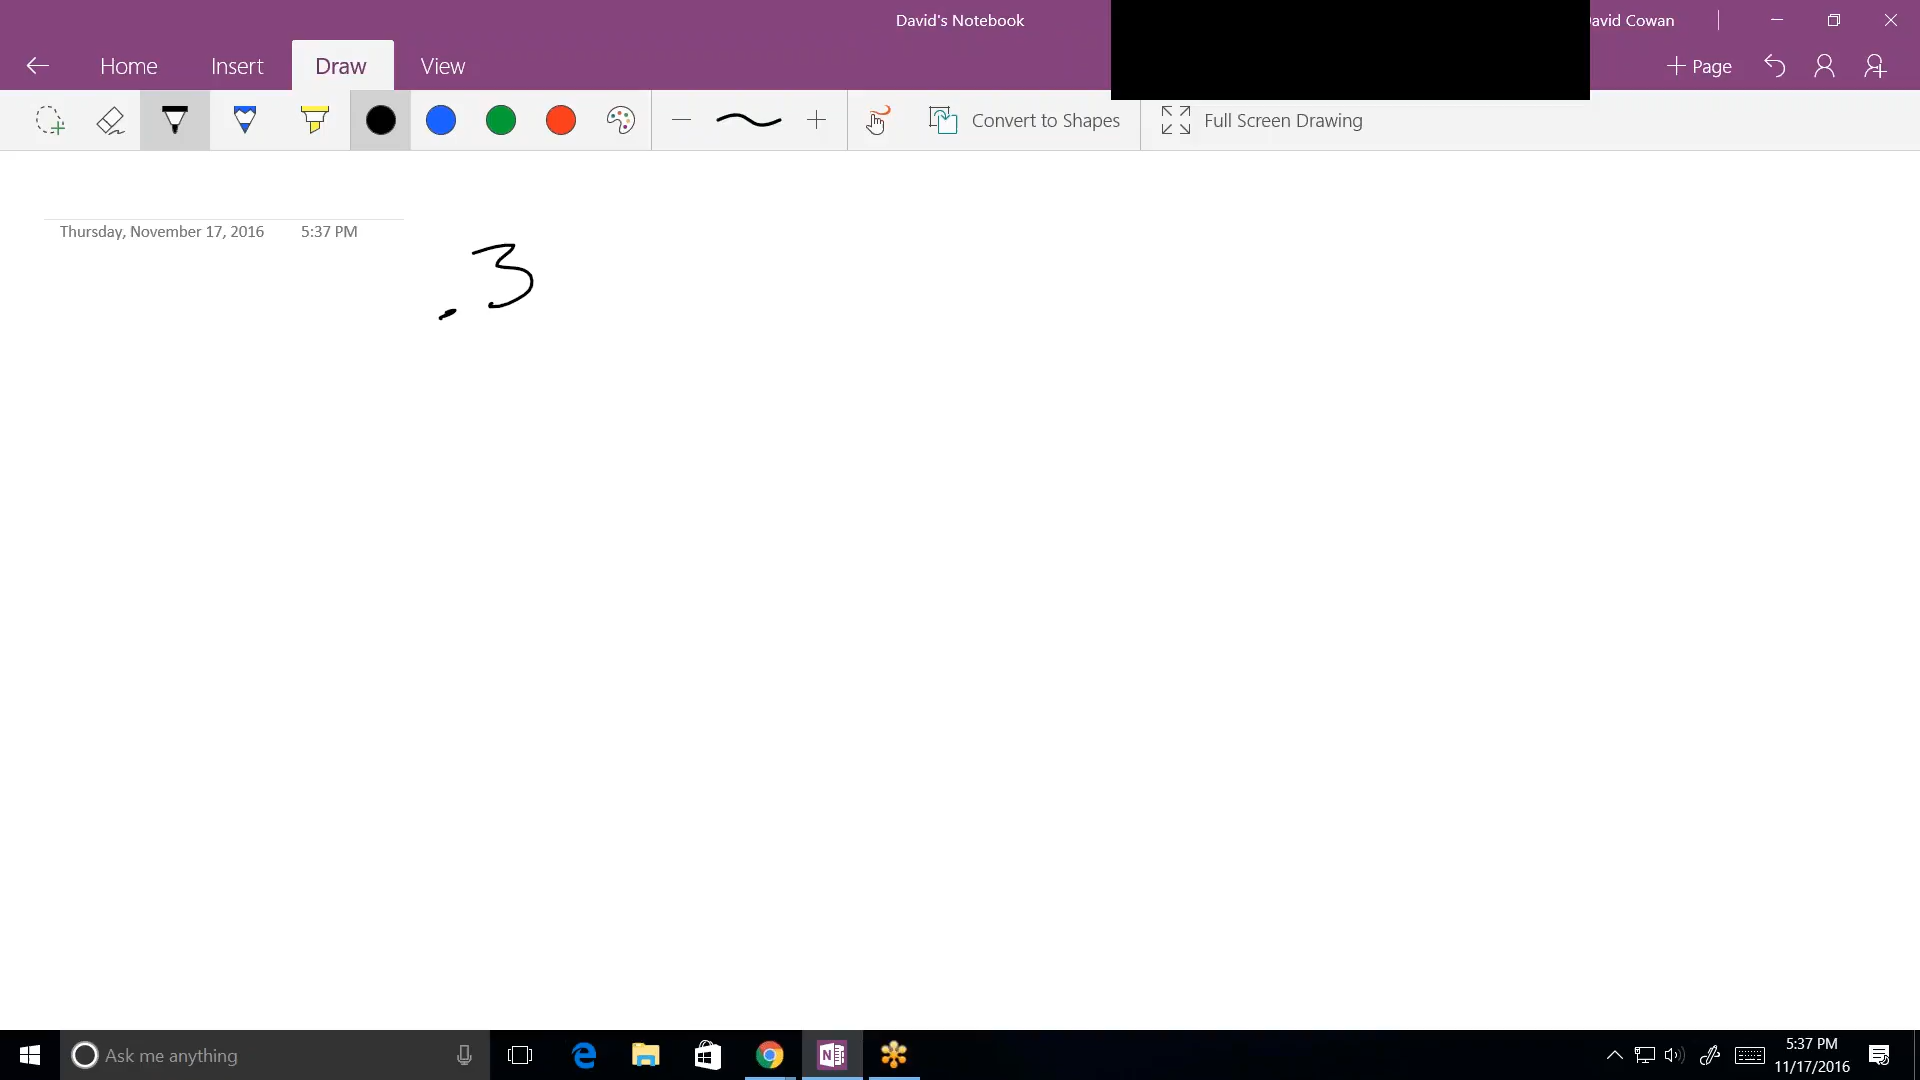 David's Notebook
avid Cowan
Home Insert Draw View
Page
Convert to Shapes Full Screen Drawing
Thursday, November 17, 2016 5:37 PM
.3
Ask me anything
5:37 PM
11/17/2016